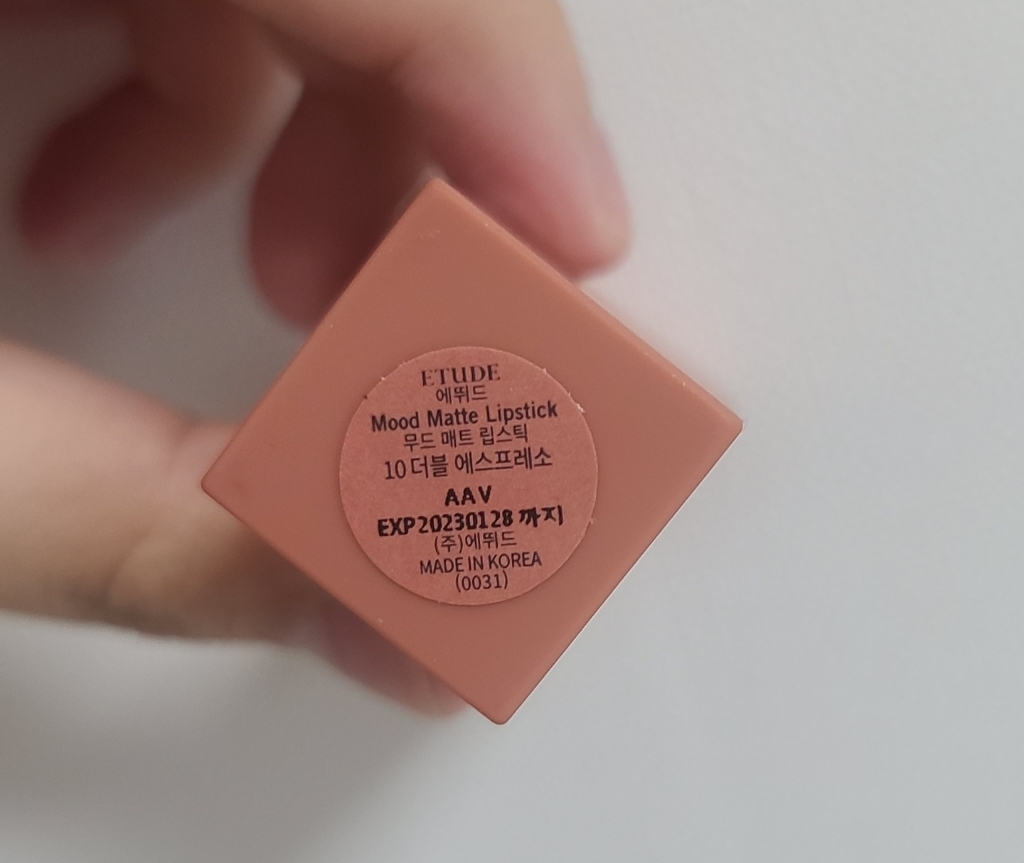 ETUDE
에뛰드
Mood Matte Lipstick
무드 매트 립스틱
10 더블 에스프레소
AAV
EXP20230128 까지
(주)에뛰드
MADE IN KOREA
(0031)